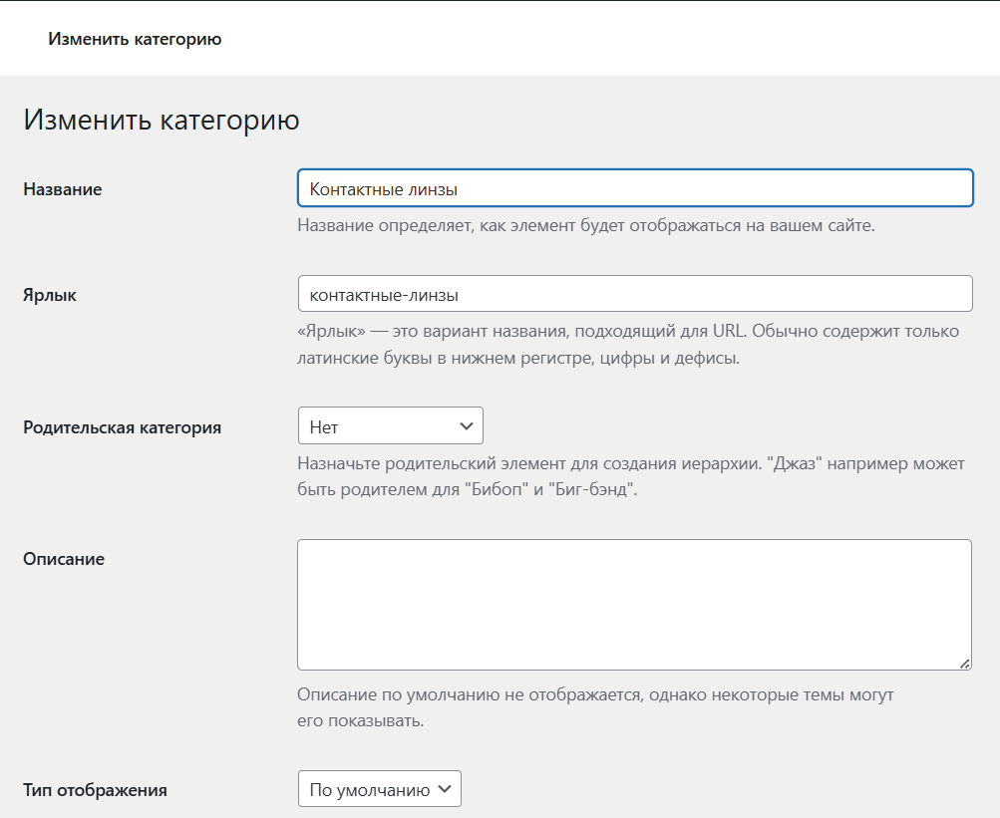 Изменить категорию
Изменить категорию
Название
Контактные линзы
Название определяет, как элемент будет отображаться на вашем сайте.
Ярлык
контактные-линзы
«Ярлык» — это вариант названия, подходящий для URL. Обычно содержит только
латинские буквы в нижнем регистре, цифры и дефисы.
Родительская категория
Нет
Назначьте родительский элемент для создания иерархии. "Джаз" например может
быть родителем для "Бибоп" и "Биг-бэнд".
Описание
Описание по умолчанию не отображается, однако некоторые темы могут
его показывать.
Тип отображения
По умолчанию